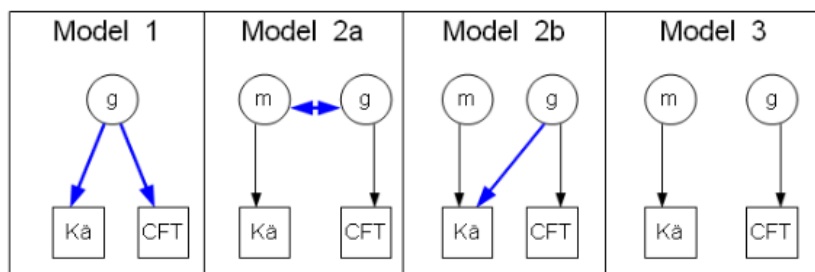 Model 1 Model 2a Model 2b Model 3
g m g m g m g
Kä CFT Kä CFT Kä CFT Kä CFT